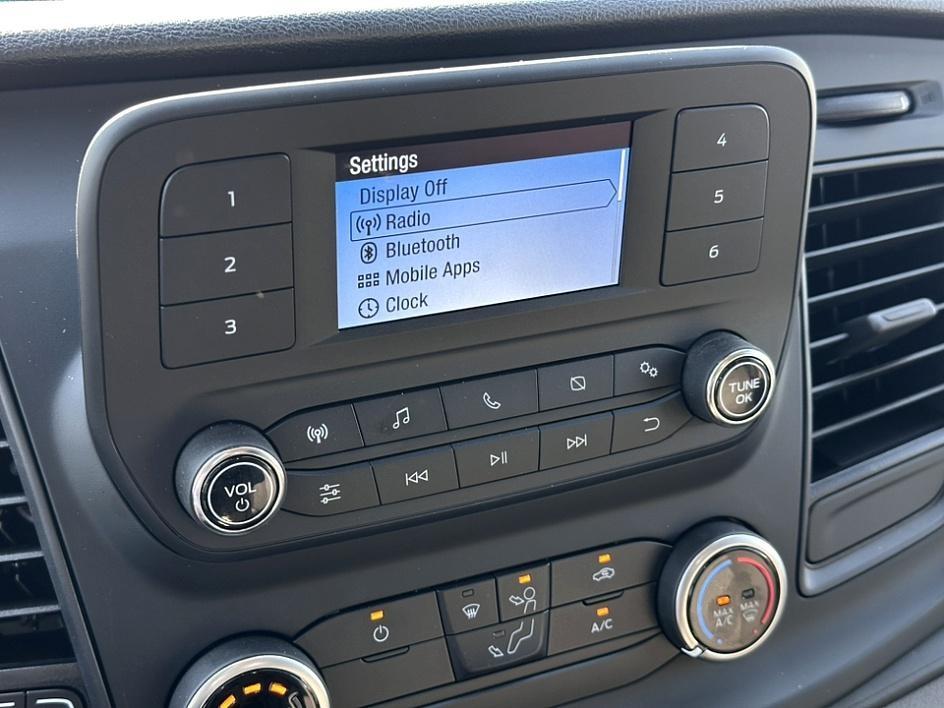 Settings
Display Off
Radio
Bluetooth
Mobile Apps
Clock
1
2
3
4
5
6
VOL
TUNE
OK
A/C
MAX
A/C
MAX